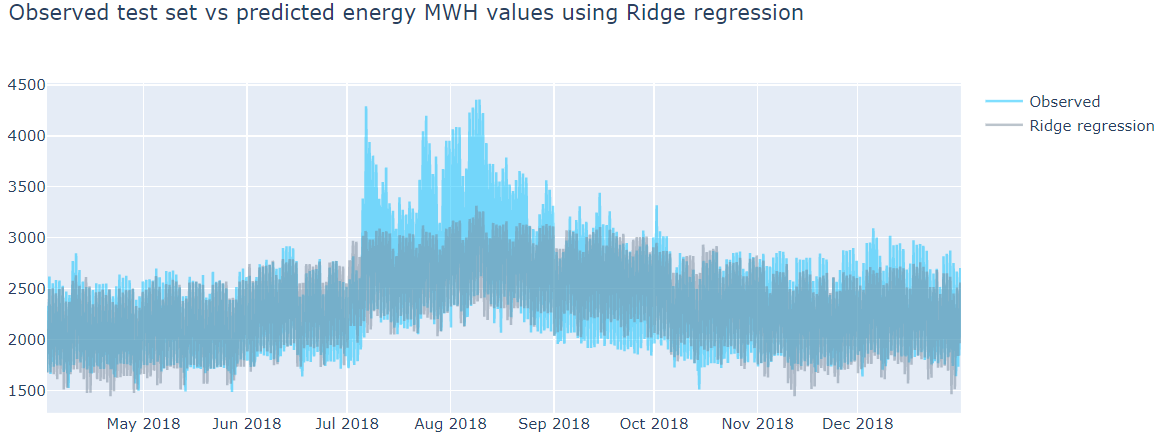 Observed test set vs predicted energy MWH values using Ridge regression
4500
4000
3500
3000
2500
2000
1500
May 2018 Jun 2018 Jul 2018 Aug 2018 Sep 2018 Oct 2018 Nov 2018 Dec 2018
Observed
Ridge regression